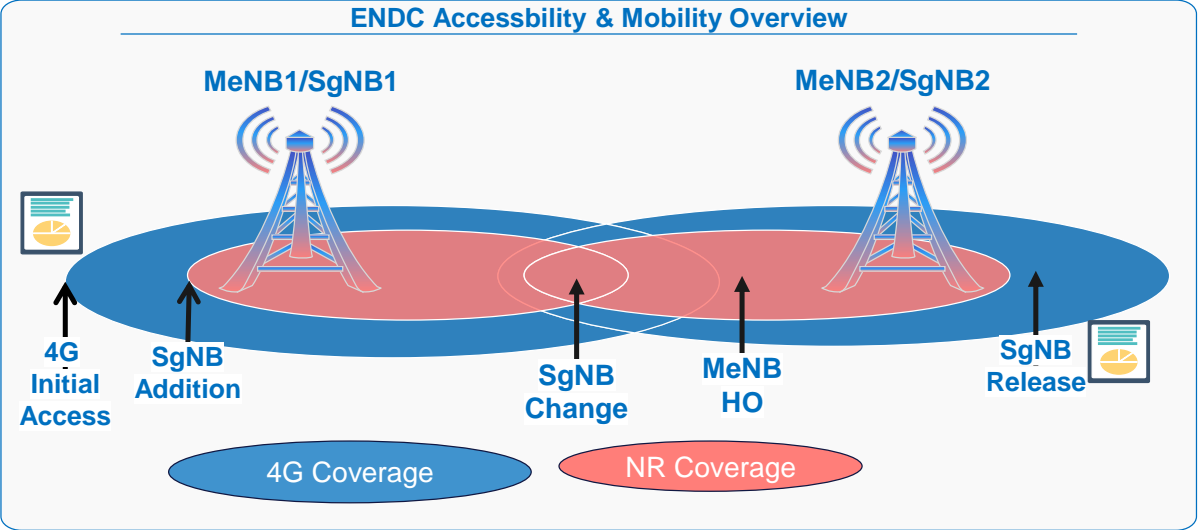 ENDC Accessbility & Mobility Overview
MeNB1/SgNB1
MeNB2/SgNB2
4G
Initial
Access
SgNB
Addition
SgNB
Change
MeNB
HO
SgNB
Release
4G Coverage
NR Coverage